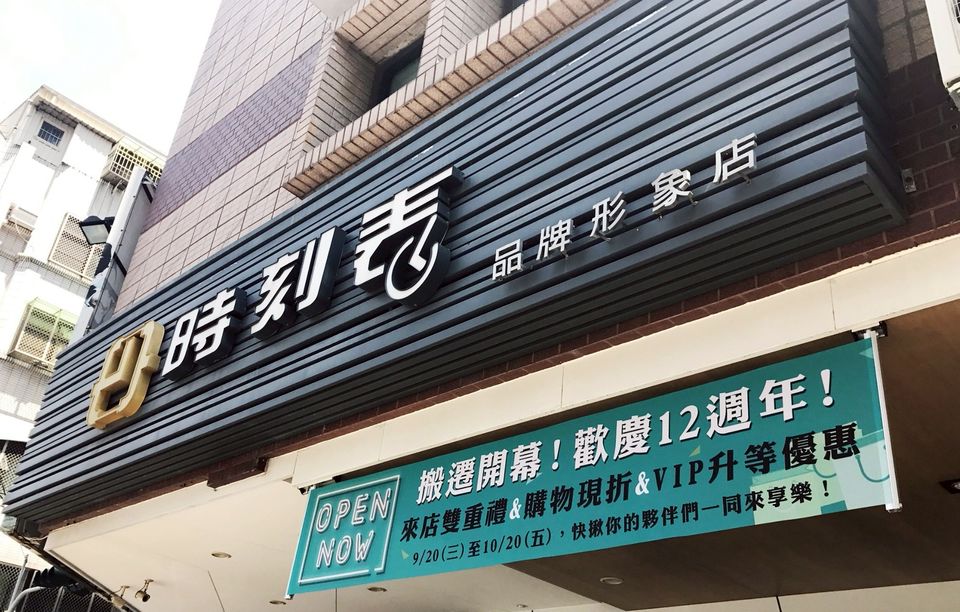 時刻表 品牌形象店
OPEN
NOW
搬遷開幕！歡慶12週年！
來店雙重禮&購物現折&VIP升等優惠
9/20(三)至10/20(五)，快揪你的夥伴們一同來享樂！